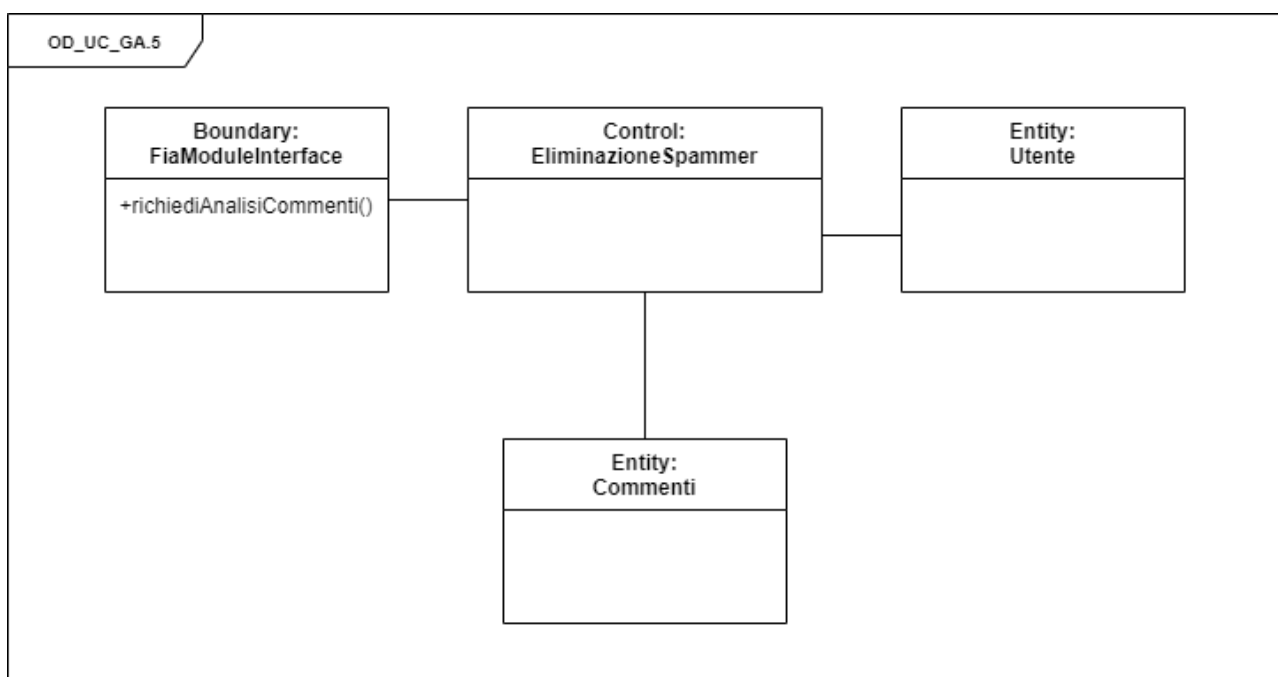 OD_UC_GA.5
Boundary:
FiaModuleInterface
+richiediAnalisiCommenti()
Control:
EliminazioneSpammer
Entity:
Utente
Entity:
Commenti